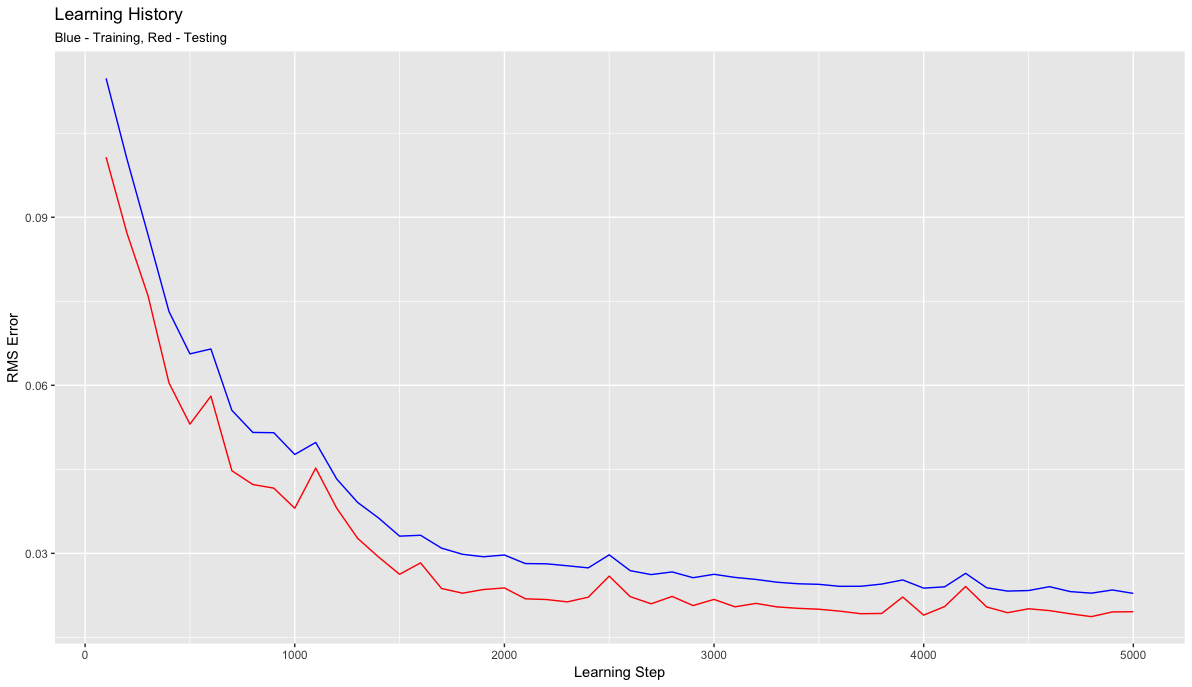 Learning History
Blue - Training, Red - Testing
RMS Error
0.09
0.06
0.03
0 1000 2000 3000 4000 5000
Learning Step